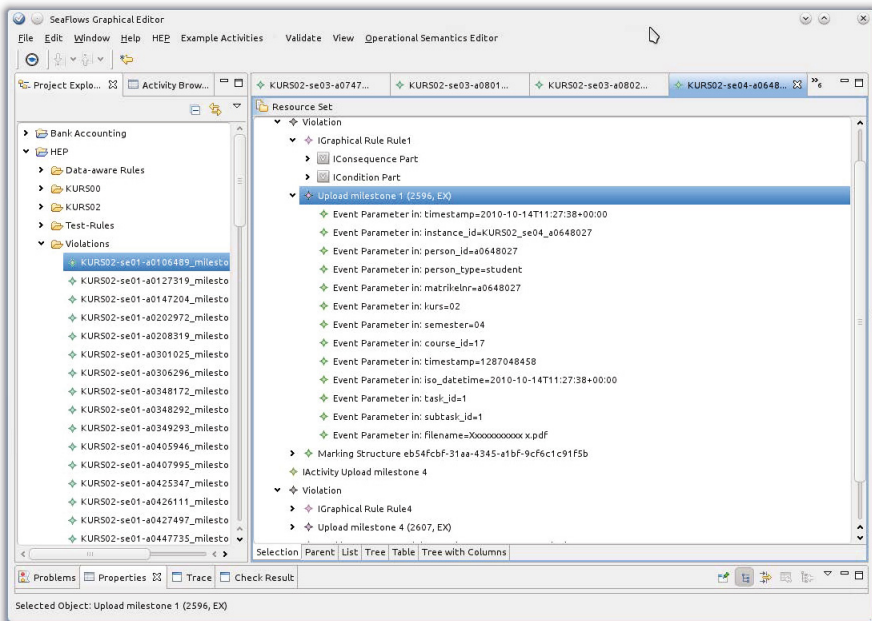 SeaFlows Graphical Editor
File Edit Window Help HEP Example Activities Validate View Operational Semantics Editor
Project Explo... Activity Brow...
Bank Accounting
HEP
Data-aware Rules
KURS00
KURS02
Test-Rules
Violations
KURS02-se01-a0106489_milesto
KURS02-se01-a0127319_milesto
KURS02-se01-a0147204_milesto
KURS02-se01-a0202972_milesto
KURS02-se01-a0208319_milesto
KURS02-se01-a0301025_milesto
KURS02-se01-a0306296_milesto
KURS02-se01-a0348172_milesto
KURS02-se01-a0348292_milesto
KURS02-se01-a0349293_milesto
KURS02-se01-a0405946_milesto
KURS02-se01-a0407995_milesto
KURS02-se01-a0425347_milesto
KURS02-se01-a0426111_milesto
KURS02-se01-a0427497_milesto
KURS02-se01-a0447735_milesto
KURS02-se03-a0747... KURS02-se03-a0801... KURS02-se03-a0802... KURS02-se04-a0648... »6
Resource Set
Violation
IGraphical Rule Rule1
IConsequence Part
ICondition Part
Upload milestone 1 (2596, EX)
Event Parameter in: timestamp=2010-10-14T11:27:38+00:00
Event Parameter in: instance_id=KURS02_se04_a0648027
Event Parameter in: person_id=a0648027
Event Parameter in: person_type=student
Event Parameter in: matrikelnr=a0648027
Event Parameter in: kurs=02
Event Parameter in: semester=04
Event Parameter in: course_id=17
Event Parameter in: timestamp=1287048458
Event Parameter in: iso_datetime=2010-10-14T11:27:38+00:00
Event Parameter in: task_id=1
Event Parameter in: subtask_id=1
Event Parameter in: filename=Xxxxxxxxxxx x.pdf
Marking Structure eb54fcbf-31aa-4345-a1bf-9cf6c1c91f5b
IActivity Upload milestone 4
Violation
IGraphical Rule Rule4
Upload milestone 4 (2607, EX)
Selection Parent List Tree Table Tree with Columns
Problems Properties Trace Check Result
Selected Object: Upload milestone 1 (2596, EX)